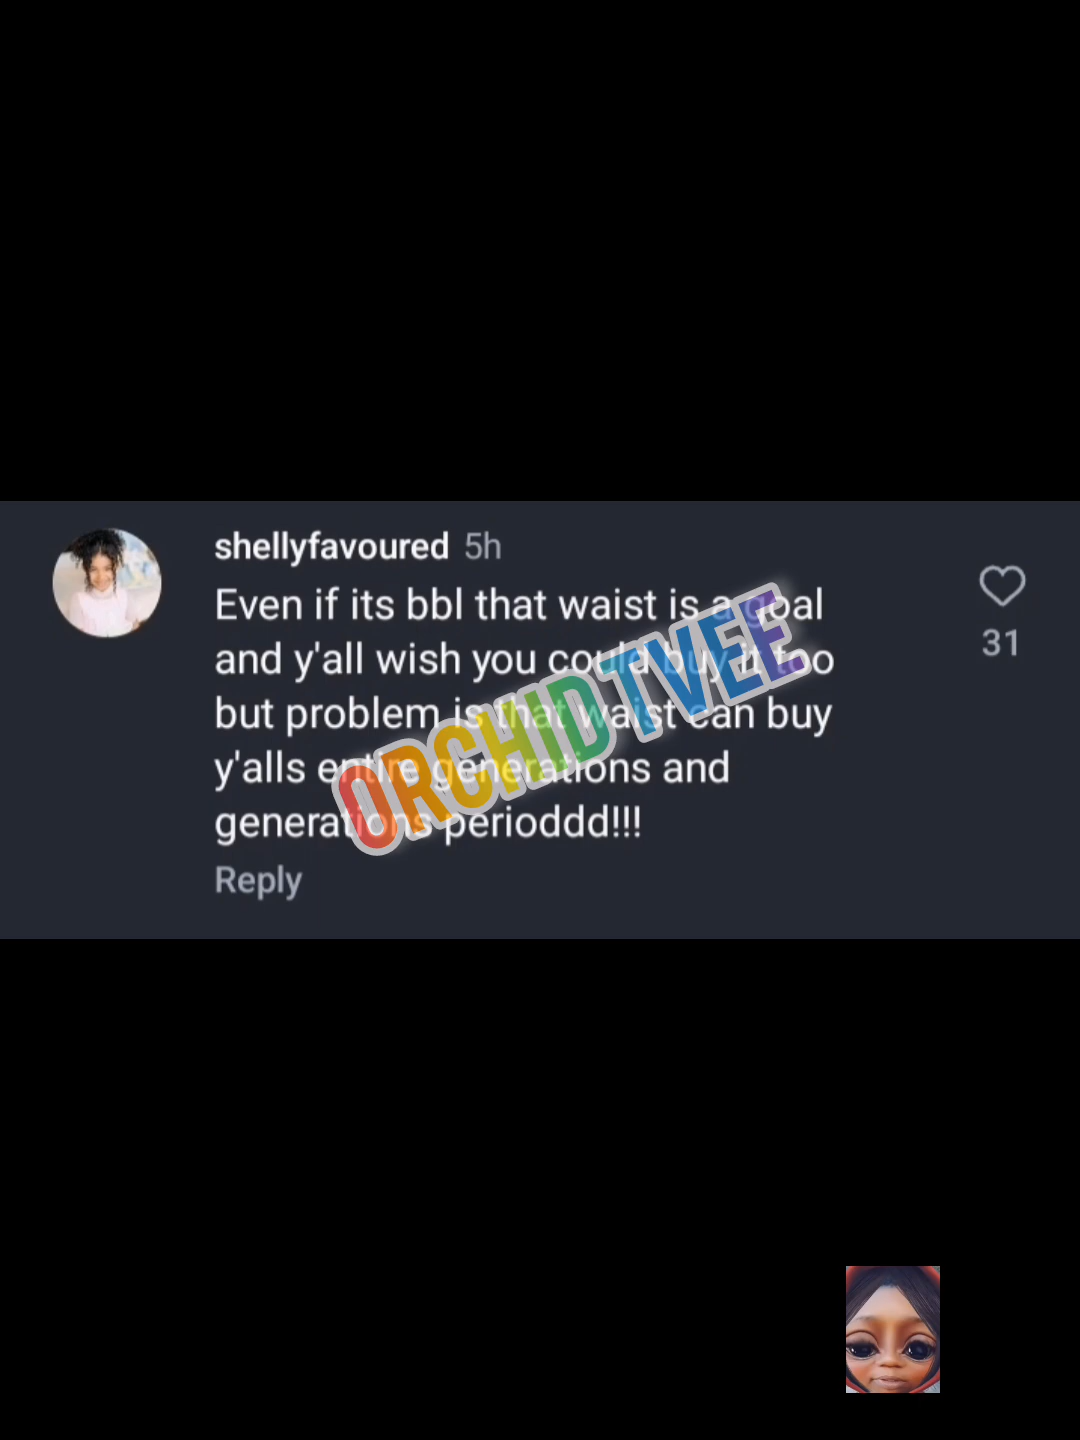 shellyfavoured 5h
Even if its bbl that waist is a goal
and y'all wish you could buy it too
but problem is that waist can buy
y'alls entire generations and
generations perioddd!!!
Reply
31
ORCHID TVEE